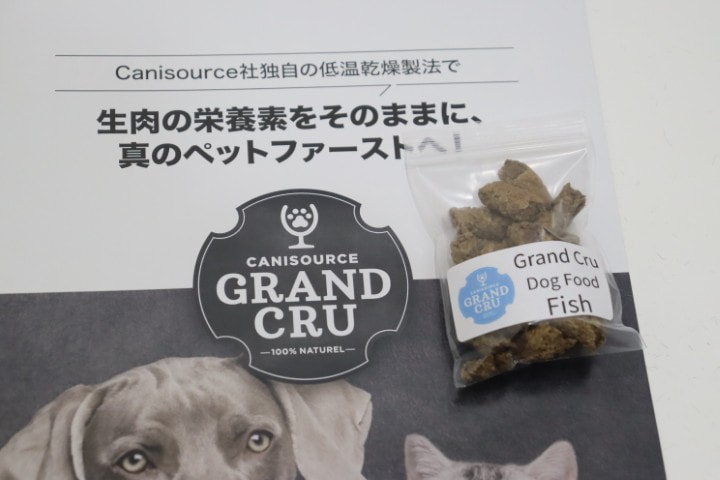 Canisource社独自の低温乾燥製法で
生肉の栄養素をそのままに、
真のペットファーストへ！
CANISOURCE
GRAND
CRU
100% NATUREL
Grand Cru
Dog Food
Fish
CANISOURCE
GRAND
CRU